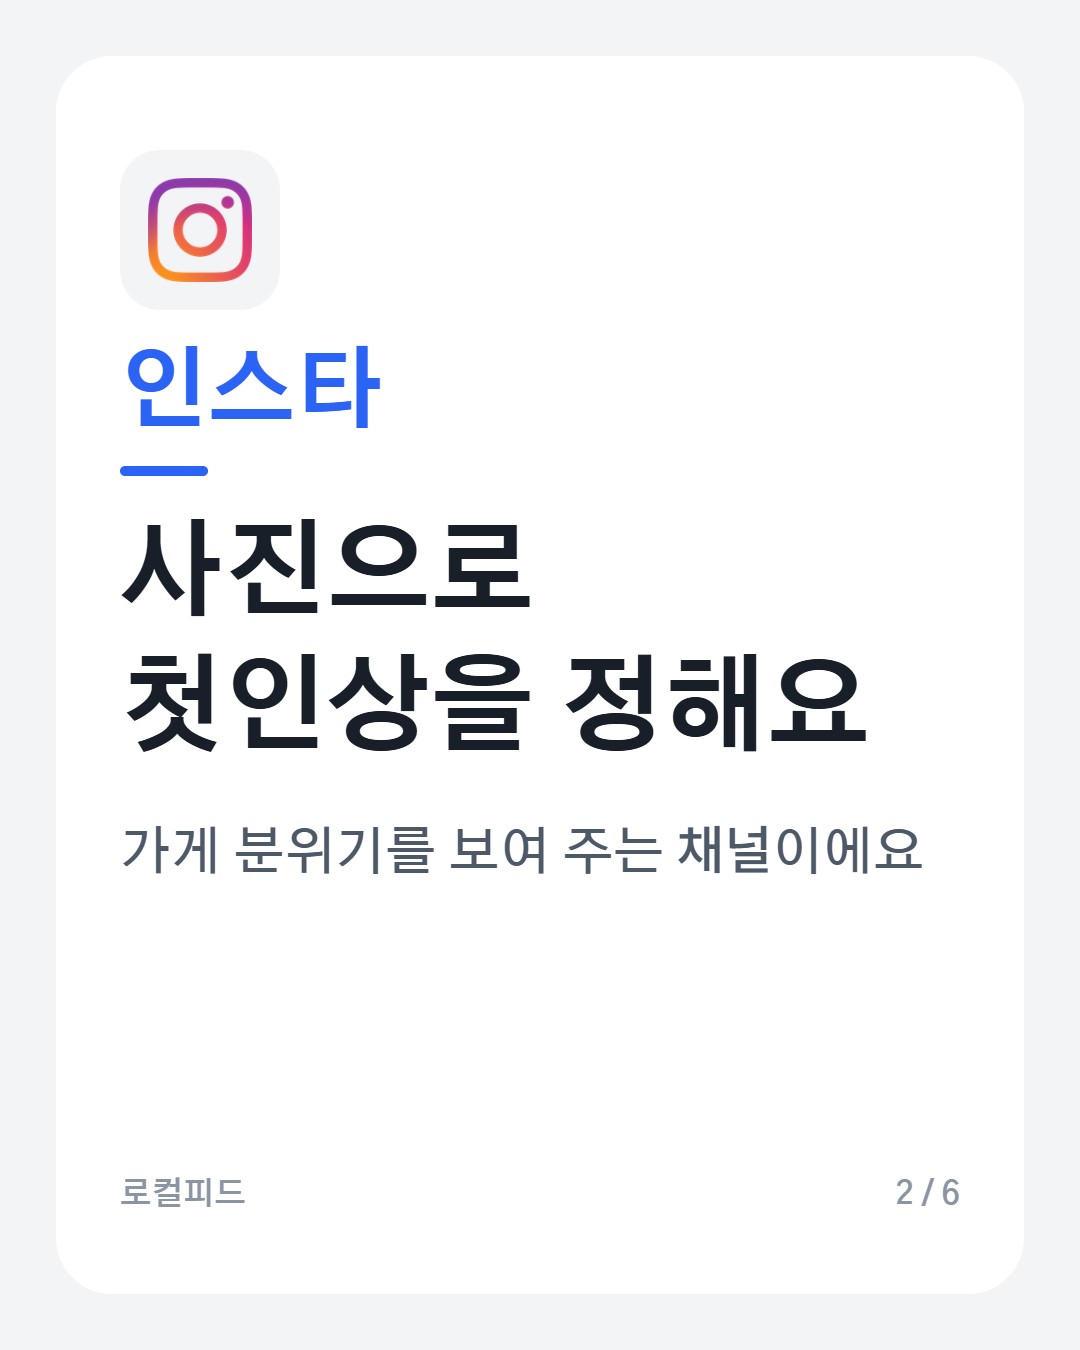 인스타
사진으로
첫인상을 정해요
가게 분위기를 보여 주는 채널이에요
로컬피드
2 / 6